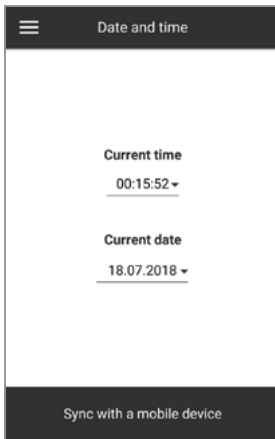 Date and time
Current time
00:15:52
Current date
18.07.2018
Sync with a mobile device